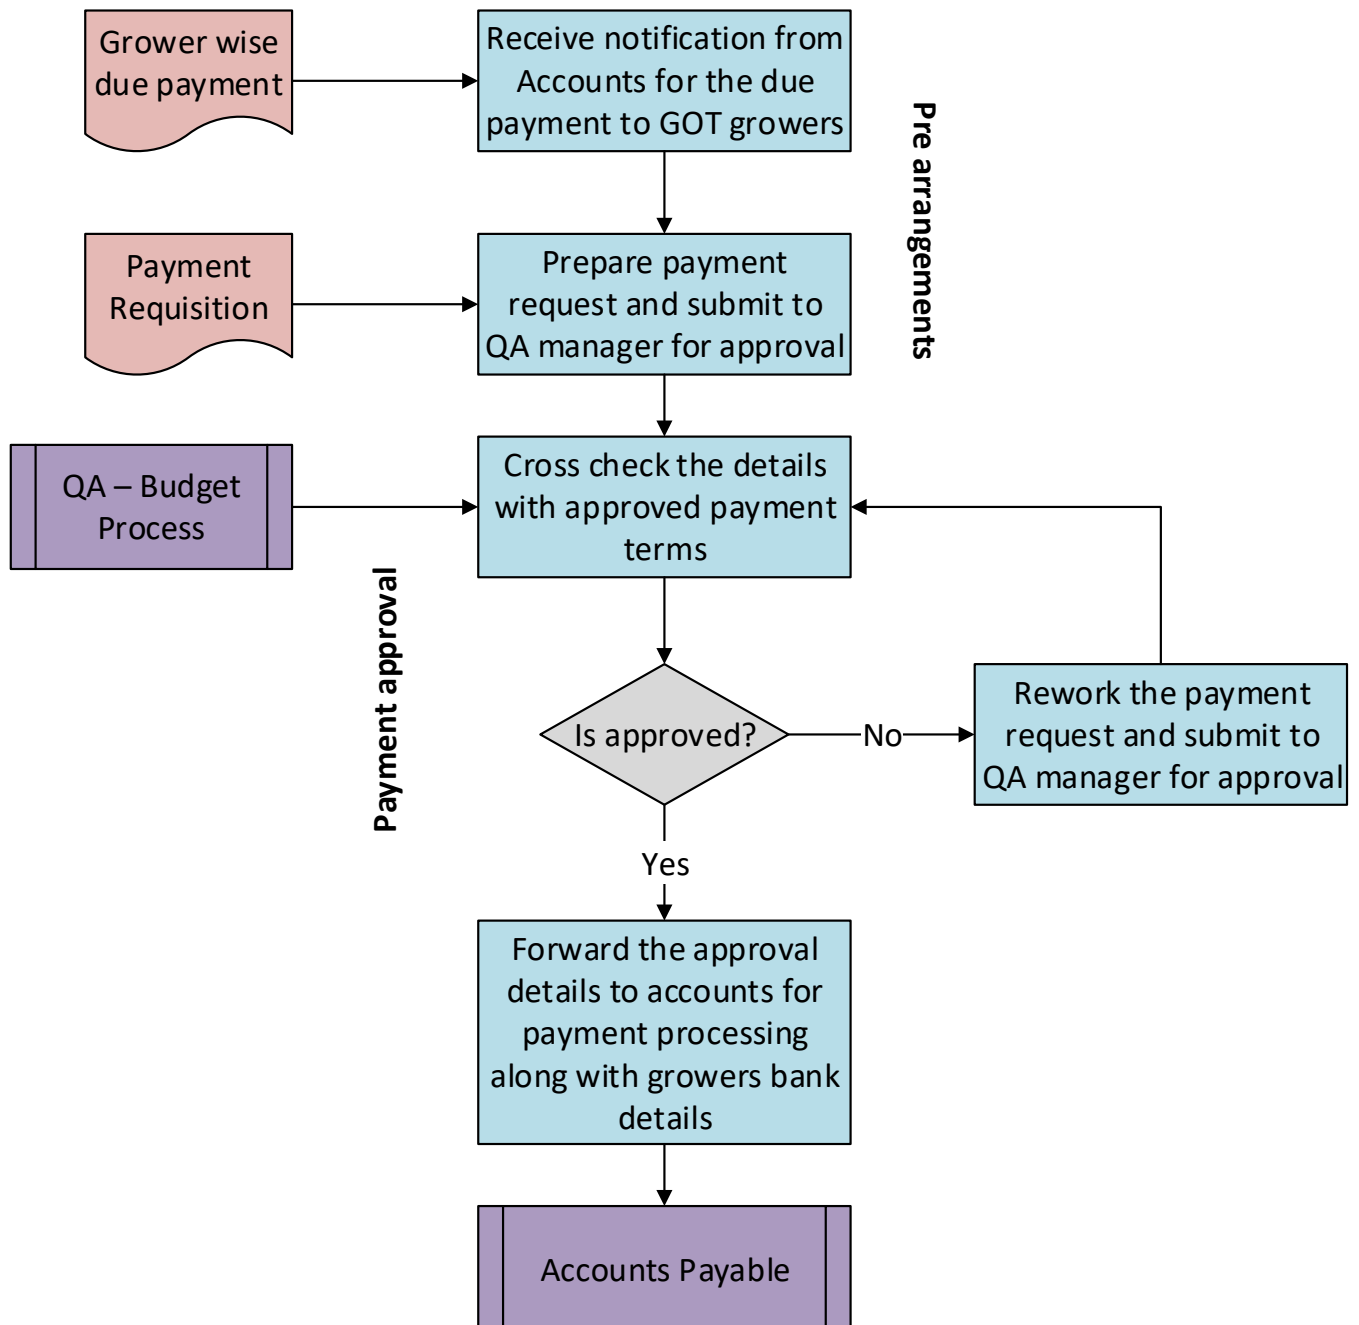 Grower wise
due payment
Receive notification from
Accounts for the due
payment to GOT growers
Pre arrangements
Payment
Requisition
Prepare payment
request and submit to
QA manager for approval
QA – Budget
Process
Cross check the details
with approved payment
terms
Payment approval
Is approved?
No
Rework the payment
request and submit to
QA manager for approval
Yes
Forward the approval
details to accounts for
payment processing
along with growers bank
details
Accounts Payable